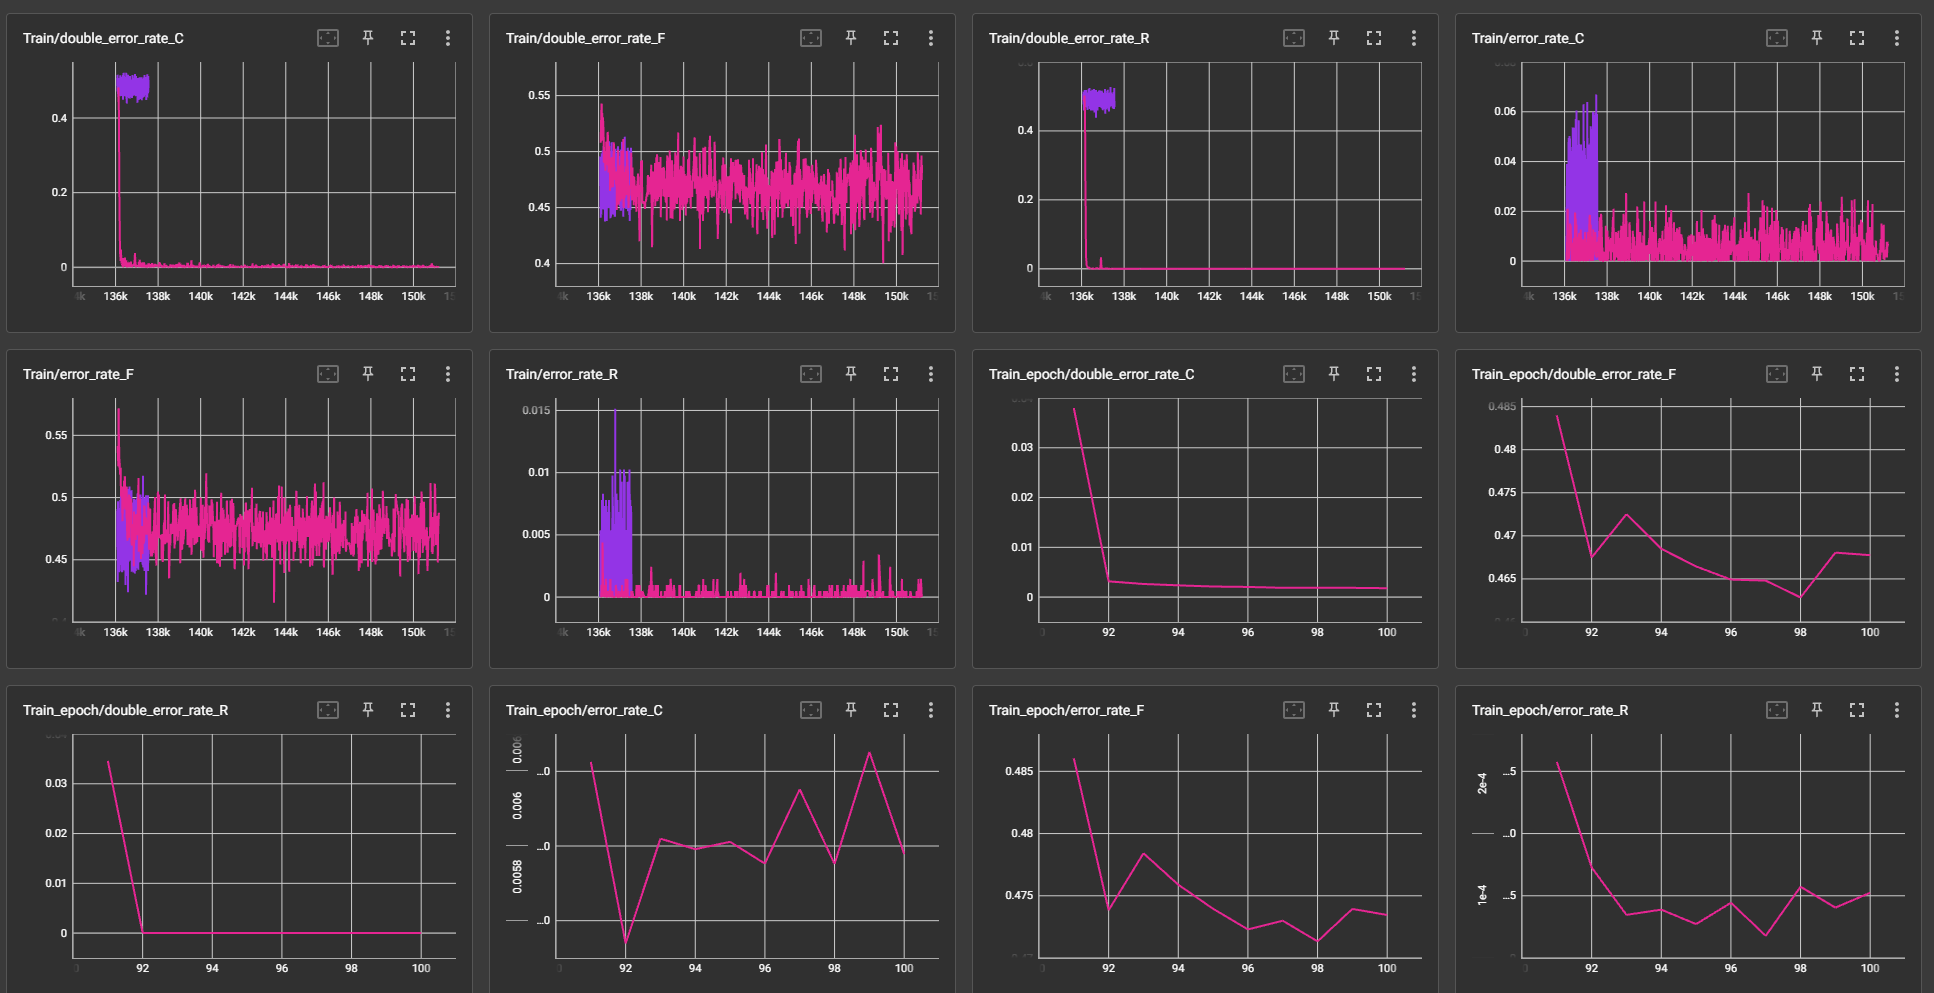 Train/double_error_rate_C
0.4
0.2
0
136k 138k 140k 142k 144k 146k 148k 150k
Train/double_error_rate_F
0.55
0.5
0.45
0.4
136k 138k 140k 142k 144k 146k 148k 150k
Train/double_error_rate_R
0.4
0.2
0
136k 138k 140k 142k 144k 146k 148k 150k
Train/error_rate_C
0.06
0.04
0.02
0
136k 138k 140k 142k 144k 146k 148k 150k
Train/error_rate_F
0.55
0.5
0.45
136k 138k 140k 142k 144k 146k 148k 150k
Train/error_rate_R
0.015
0.01
0.005
0
136k 138k 140k 142k 144k 146k 148k 150k
Train_epoch/double_error_rate_C
0.03
0.02
0.01
0
92 94 96 98 100
Train_epoch/double_error_rate_F
0.485
0.48
0.475
0.47
0.465
92 94 96 98 100
Train_epoch/double_error_rate_R
0.03
0.02
0.01
0
92 94 96 98 100
Train_epoch/error_rate_C
0.006
...0
0.006
...0
0.0058
...0
92 94 96 98 100
Train_epoch/error_rate_F
0.485
0.48
0.475
92 94 96 98 100
Train_epoch/error_rate_R
2e-4
...5
...0
1e-4
...5
92 94 96 98 100